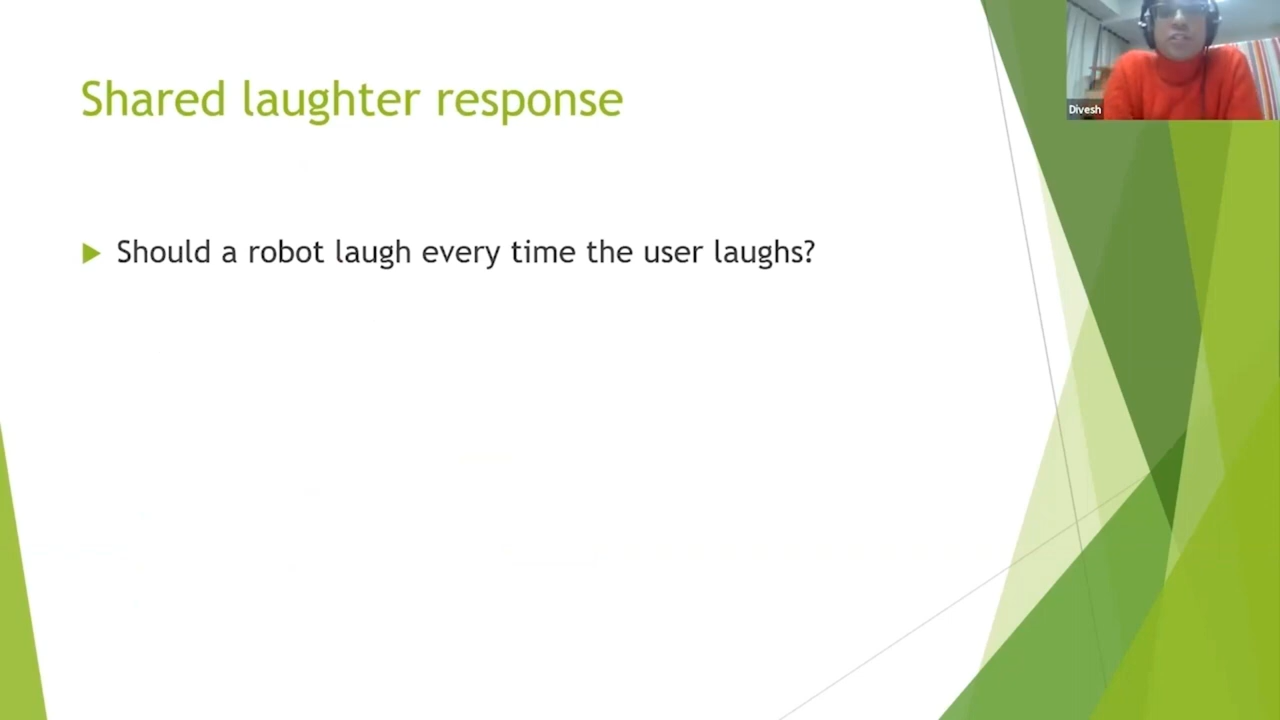 Shared laughter response
Should a robot laugh every time the user laughs?
Divesh